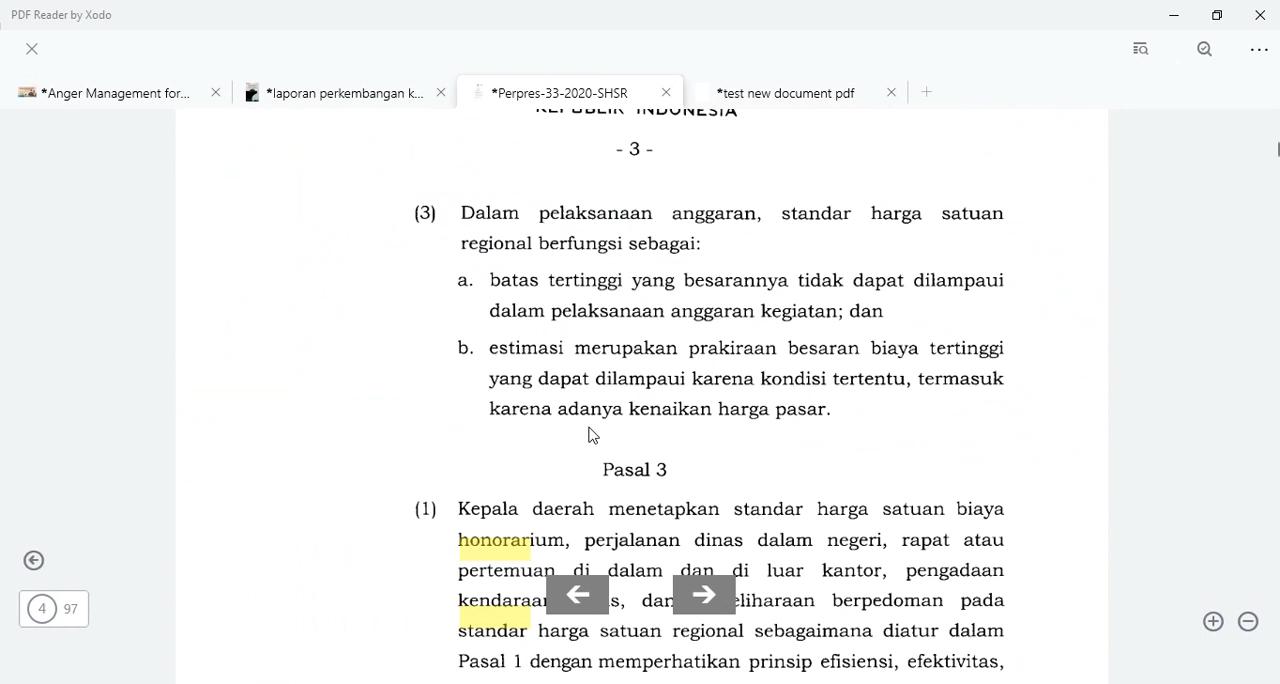 PDF Reader by Xodo
*Anger Management for...
*laporan perkembangan k...
*Perpres-33-2020-SHSR
*test new document pdf
REPUBLIK INDONESIA
- 3 -
(3) Dalam pelaksanaan anggaran, standar harga satuan
regional berfungsi sebagai:
a. batas tertinggi yang besarannya tidak dapat dilampaui
dalam pelaksanaan anggaran kegiatan; dan
b. estimasi merupakan prakiraan besaran biaya tertinggi
yang dapat dilampaui karena kondisi tertentu, termasuk
karena adanya kenaikan harga pasar.
Pasal 3
(1) Kepala daerah menetapkan standar harga satuan biaya
honorarium, perjalanan dinas dalam negeri, rapat atau
pertemuan di dalam dan di luar kantor, pengadaan
berpedoman pada
standar harga satuan regional sebagaimana diatur dalam
Pasal 1 dengan memperhatikan prinsip efisiensi, efektivitas,
4 97